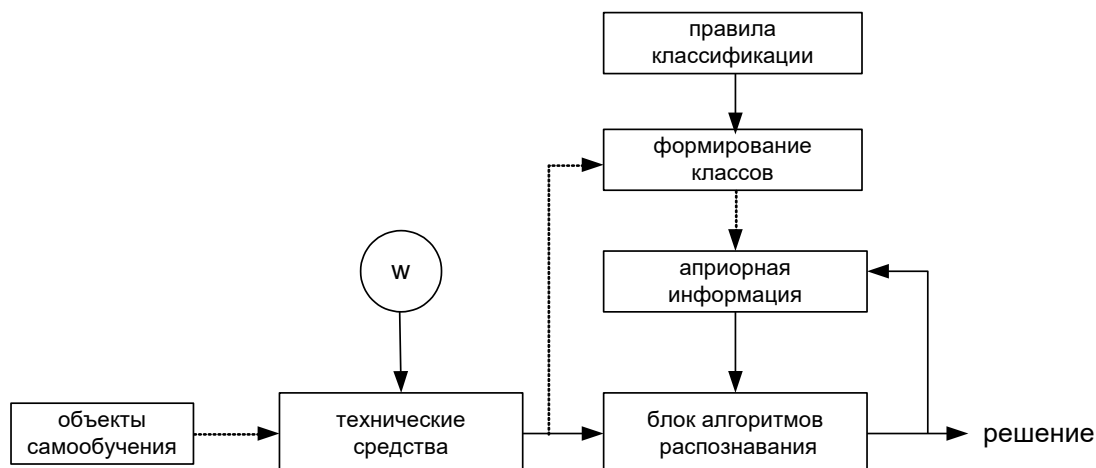 правила
классификации
формирование
классов
w
априорная
информация
объекты
самообучения
технические
средства
блок алгоритмов
распознавания
решение